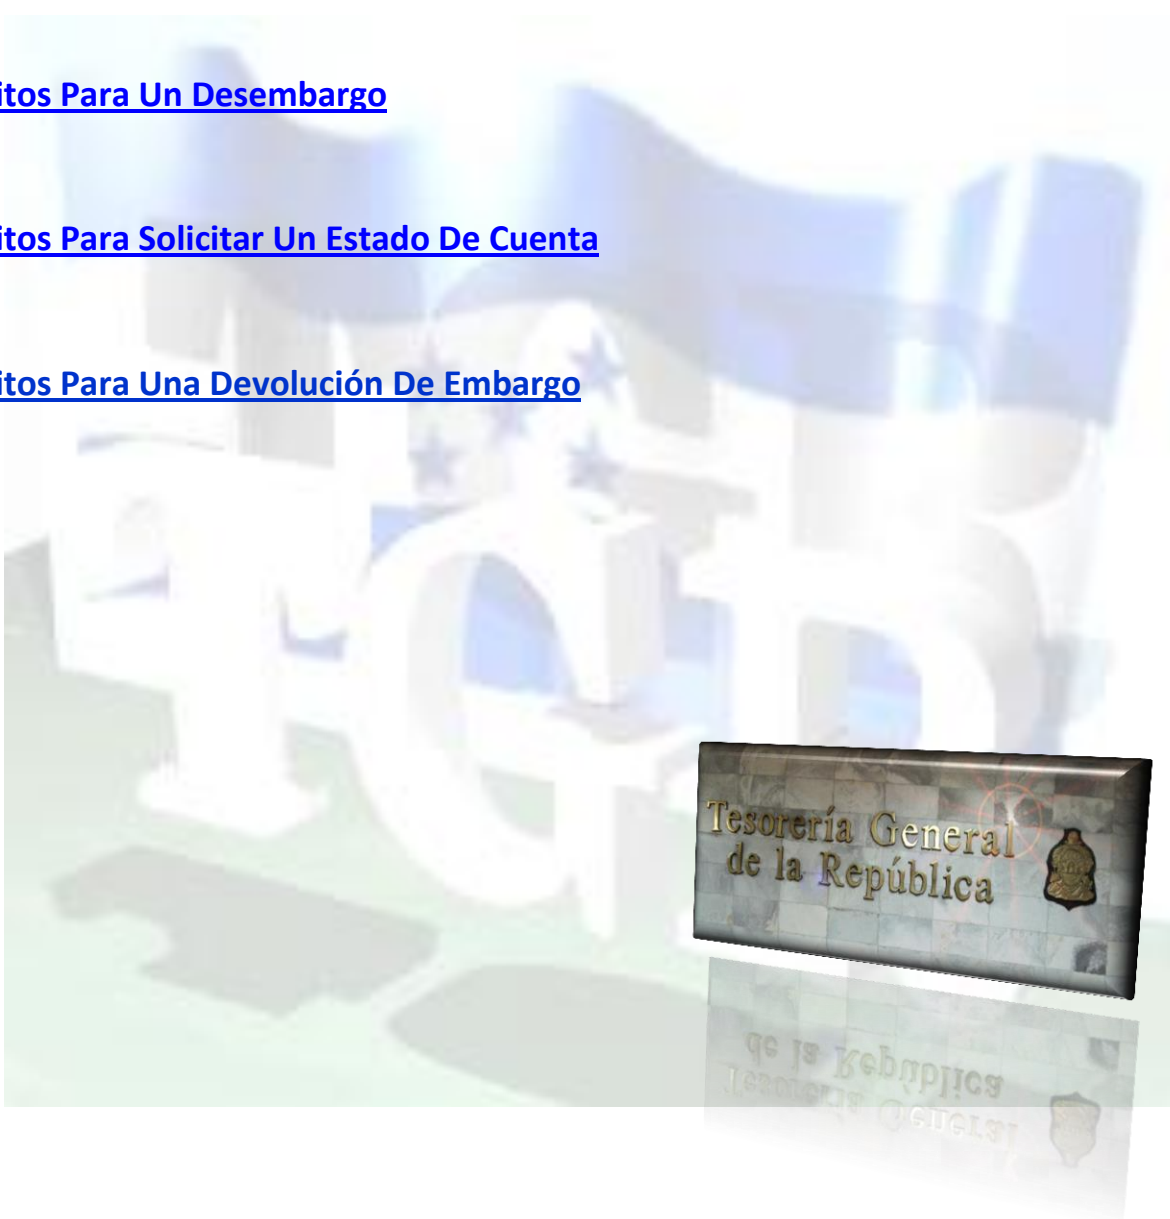 itos Para Un Desembargo
itos Para Solicitar Un Estado De Cuenta
itos Para Una Devolución De Embargo
TGR
Tesorería General
de la República